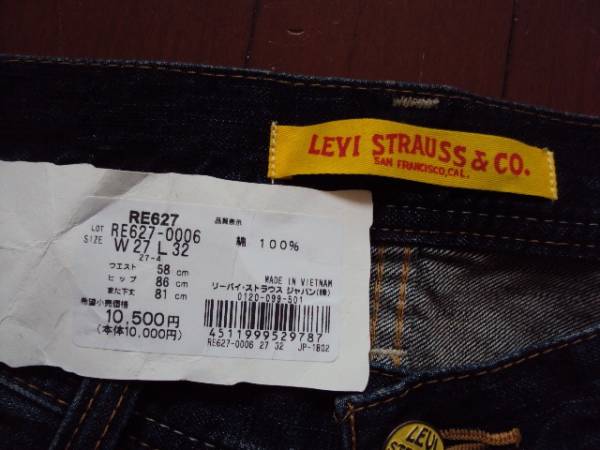 LEVI STRAUSS & CO.
SAN FRANCISCO, CAL.
RE627
LOT RE627-0006
SIZE W 27 L 32
27-4
ウエスト 58 cm
ヒップ 86 cm
また下丈 81 cm
希望小売価格
10,500円
(本体10,000円)
品質表示
綿 100%
MADE IN VIETNAM
リーバイ・ストラウス ジャパン(株)
0120-099-501
4511999529787
RE627-0006 27 32 JP-1802
LEVI